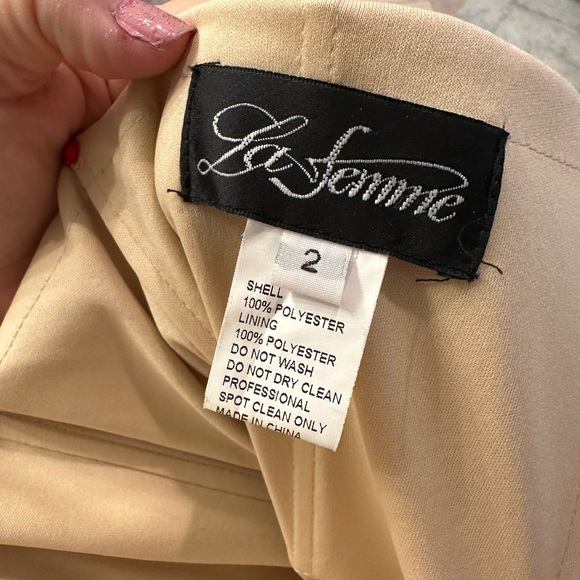 La Femme
2
SHELL
100% POLYESTER
LINING
100% POLYESTER
DO NOT WASH
DO NOT DRY CLEAN
PROFESSIONAL
SPOT CLEAN ONLY
MADE IN CHINA